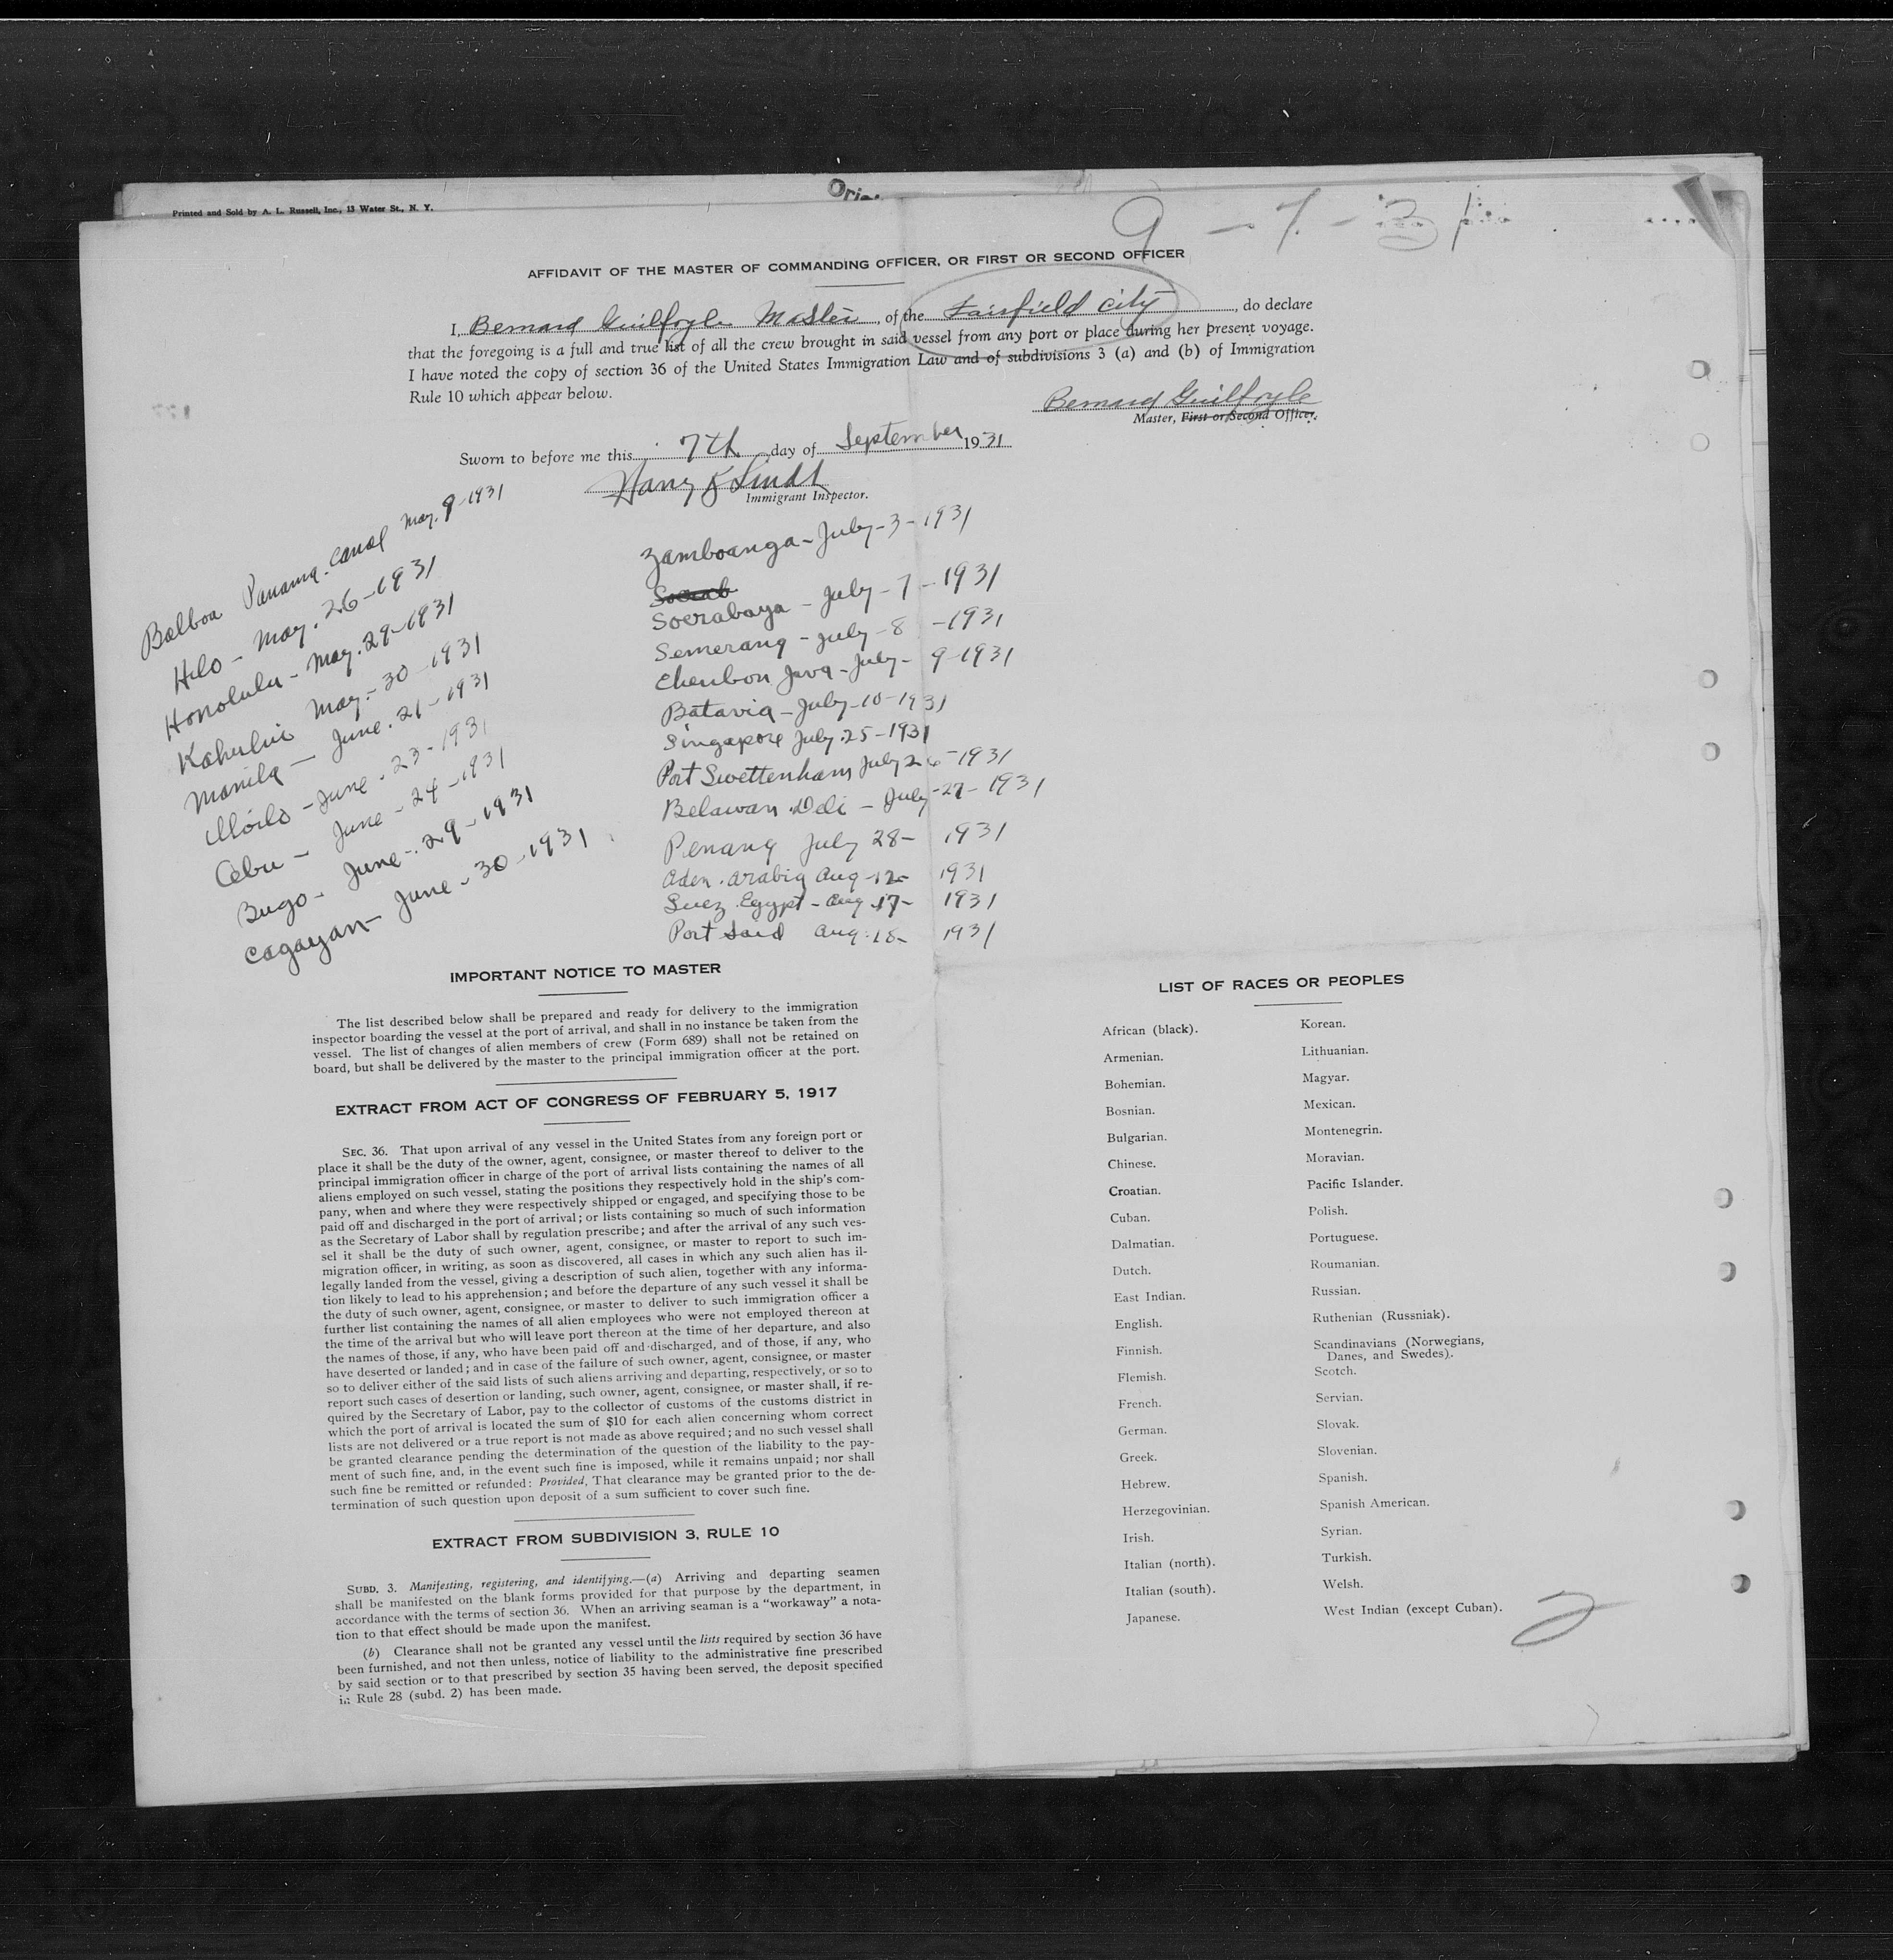 Printed and Sold by A. L. Russell, Inc., 13 Water St., N. Y.
9-7-31
AFFIDAVIT OF THE MASTER OF COMMANDING OFFICER, OR FIRST OR SECOND OFFICER
I, Bernard Guilfoyle Master, of the Fairfield City, do declare
that the foregoing is a full and true list of all the crew brought in said vessel from any port or place during her present voyage.
I have noted the copy of section 36 of the United States Immigration Law and of subdivisions 3 (a) and (b) of Immigration
Rule 10 which appear below.
Bernard Guilfoyle
Master, First or Second Officer.
Sworn to before me this 7th day of September 1931
Immigrant Inspector.
Balboa Panama. Canal May. 9-1931
Hilo - May. 26-1931
Honolulu - May. 29-1931
Kahului May. - 30-1931
Manila - June. 21-1931
Iloilo - June - 23-1931
Cebu - June - 24-1931
Bugo - June - 29-1931
Cagayan - June - 30-1931
Zamboanga - July - 3 - 1931
Soerab
Soerabaya - July - 7 - 1931
Semerang - July - 8 - 1931
Cheribon Java - July - 9-1931
Batavia - July-10-1931
Singapore July.25-1931
Port Swettenham July 26-1931
Belawan.Deli - July-27-1931
Penang July 28- 1931
Aden. Arabia Aug-12- 1931
Suez. Egypt - Aug.17- 1931
Port Said Aug.18- 1931
IMPORTANT NOTICE TO MASTER
The list described below shall be prepared and ready for delivery to the immigration
inspector boarding the vessel at the port of arrival, and shall in no instance be taken from the
vessel. The list of changes of alien members of crew (Form 689) shall not be retained on
board, but shall be delivered by the master to the principal immigration officer at the port.
EXTRACT FROM ACT OF CONGRESS OF FEBRUARY 5, 1917
SEC. 36. That upon arrival of any vessel in the United States from any foreign port or
place it shall be the duty of the owner, agent, consignee, or master thereof to deliver to the
principal immigration officer in charge of the port of arrival lists containing the names of all
aliens employed on such vessel, stating the positions they respectively hold in the ship's com-
pany, when and where they were respectively shipped or engaged, and specifying those to be
paid off and discharged in the port of arrival; or lists containing so much of such information
as the Secretary of Labor shall by regulation prescribe; and after the arrival of any such ves-
sel it shall be the duty of such owner, agent, consignee, or master to report to such im-
migration officer, in writing, as soon as discovered, all cases in which any such alien has il-
legally landed from the vessel, giving a description of such alien, together with any informa-
tion likely to lead to his apprehension; and before the departure of any such vessel it shall be
the duty of such owner, agent, consignee, or master to deliver to such immigration officer a
further list containing the names of all alien employees who were not employed thereon at
the time of the arrival but who will leave port thereon at the time of her departure, and also
the names of those, if any, who have been paid off and discharged, and of those, if any, who
have deserted or landed; and in case of the failure of such owner, agent, consignee, or master
so to deliver either of the said lists of such aliens arriving and departing, respectively, or so to
report such cases of desertion or landing, such owner, agent, consignee, or master shall, if re-
quired by the Secretary of Labor, pay to the collector of customs of the customs district in
which the port of arrival is located the sum of $10 for each alien concerning whom correct
lists are not delivered or a true report is not made as above required; and no such vessel shall
be granted clearance pending the determination of the question of the liability to the pay-
ment of such fine, and, in the event such fine is imposed, while it remains unpaid; nor shall
such fine be remitted or refunded: Provided, That clearance may be granted prior to the de-
termination of such question upon deposit of a sum sufficient to cover such fine.
EXTRACT FROM SUBDIVISION 3, RULE 10
SUBD. 3. Manifesting, registering, and identifying.—(a) Arriving and departing seamen
shall be manifested on the blank forms provided for that purpose by the department, in
accordance with the terms of section 36. When an arriving seaman is a "workaway" a nota-
tion to that effect should be made upon the manifest.
(b) Clearance shall not be granted any vessel until the lists required by section 36 have
been furnished, and not then unless, notice of liability to the administrative fine prescribed
by said section or to that prescribed by section 35 having been served, the deposit specified
in Rule 28 (subd. 2) has been made.
LIST OF RACES OR PEOPLES
African (black).
Armenian.
Bohemian.
Bosnian.
Bulgarian.
Chinese.
Croatian.
Cuban.
Dalmatian.
Dutch.
East Indian.
English.
Finnish.
Flemish.
French.
German.
Greek.
Hebrew.
Herzegovinian.
Irish.
Italian (north).
Italian (south).
Japanese.
Korean.
Lithuanian.
Magyar.
Mexican.
Montenegrin.
Moravian.
Pacific Islander.
Polish.
Portuguese.
Roumanian.
Russian.
Ruthenian (Russniak).
Scandinavians (Norwegians,
Danes, and Swedes).
Scotch.
Servian.
Slovak.
Slovenian.
Spanish.
Spanish American.
Syrian.
Turkish.
Welsh.
West Indian (except Cuban).
2